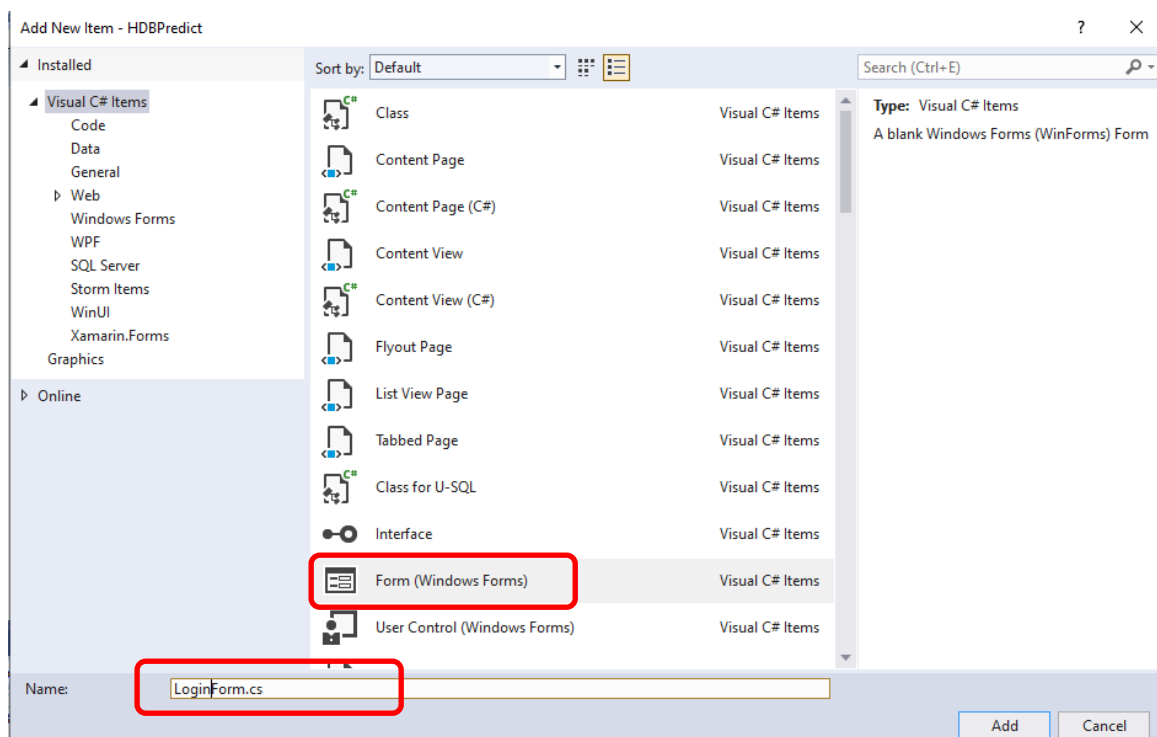 Add New Item - HDBPredict ? ×
Installed
Visual C# Items
Code
Data
General
Web
Windows Forms
WPF
SQL Server
Storm Items
WinUI
Xamarin.Forms
Graphics
Online
Sort by: Default
Class Visual C# Items
Content Page Visual C# Items
Content Page (C#) Visual C# Items
Content View Visual C# Items
Content View (C#) Visual C# Items
Flyout Page Visual C# Items
List View Page Visual C# Items
Tabbed Page Visual C# Items
Class for U-SQL Visual C# Items
Interface Visual C# Items
Form (Windows Forms) Visual C# Items
User Control (Windows Forms) Visual C# Items
Search (Ctrl+E)
Type: Visual C# Items
A blank Windows Forms (WinForms) Form
Name: LoginForm.cs
Add Cancel